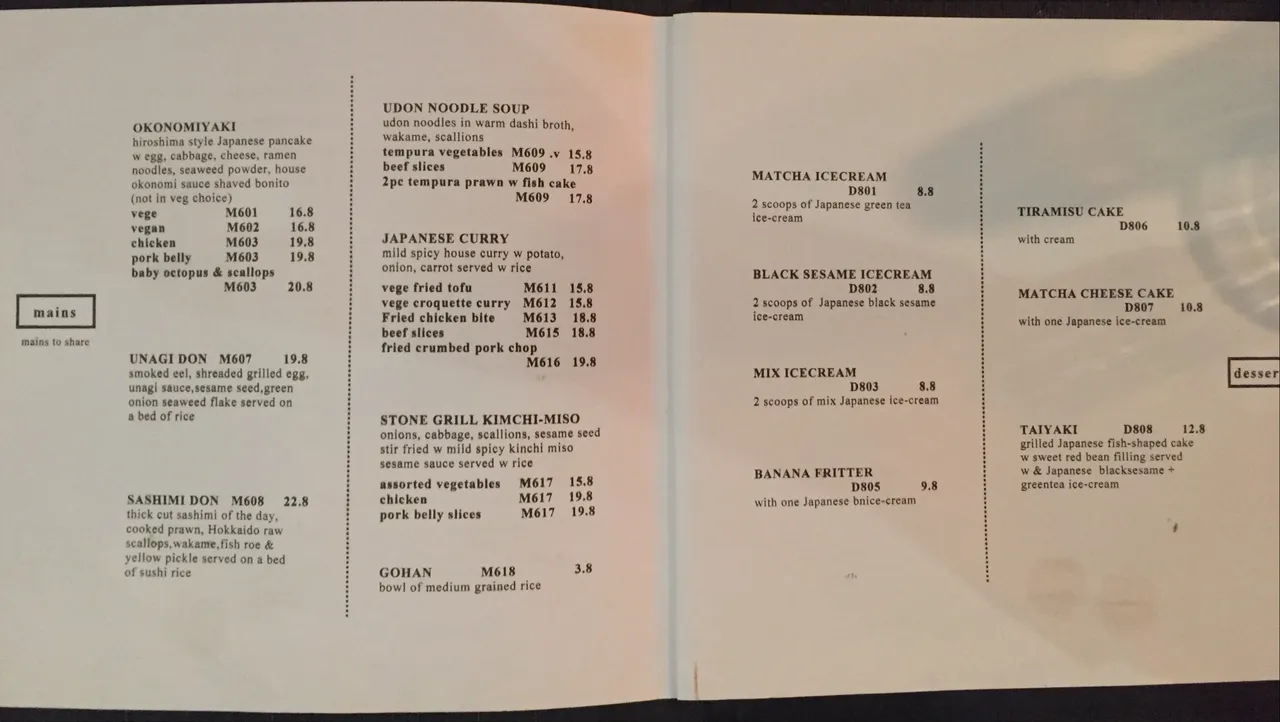 mains
mains to share
OKONOMIYAKI
hiroshima style Japanese pancake
w egg, cabbage, cheese, ramen
noodles, seaweed powder, house
okonomi sauce shaved bonito
(not in veg choice)
vege M601 16.8
vegan M602 16.8
chicken M603 19.8
pork belly M603 19.8
baby octopus & scallops
M603 20.8
UNAGI DON M607 19.8
smoked eel, shreaded grilled egg,
unagi sauce,sesame seed,green
onion seaweed flake served on
a bed of rice
SASHIMI DON M608 22.8
thick cut sashimi of the day,
cooked prawn, Hokkaido raw
scallops,wakame,fish roe &
yellow pickle served on a bed
of sushi rice
UDON NOODLE SOUP
udon noodles in warm dashi broth,
wakame, scallions
tempura vegetables M609 .v 15.8
beef slices M609 17.8
2pc tempura prawn w fish cake
M609 17.8
JAPANESE CURRY
mild spicy house curry w potato,
onion, carrot served w rice
vege fried tofu M611 15.8
vege croquette curry M612 15.8
Fried chicken bite M613 18.8
beef slices M615 18.8
fried crumbed pork chop
M616 19.8
STONE GRILL KIMCHI-MISO
onions, cabbage, scallions, sesame seed
stir fried w mild spicy kinchi miso
sesame sauce served w rice
assorted vegetables M617 15.8
chicken M617 19.8
pork belly slices M617 19.8
GOHAN M618 3.8
bowl of medium grained rice
MATCHA ICECREAM
D801 8.8
2 scoops of Japanese green tea
ice-cream
BLACK SESAME ICECREAM
D802 8.8
2 scoops of Japanese black sesame
ice-cream
MIX ICECREAM
D803 8.8
2 scoops of mix Japanese ice-cream
BANANA FRITTER
D805 9.8
with one Japanese bnice-cream
TIRAMISU CAKE
D806 10.8
with cream
MATCHA CHEESE CAKE
D807 10.8
with one Japanese ice-cream
TAIYAKI D808 12.8
grilled Japanese fish-shaped cake
w sweet red bean filling served
w & Japanese blacksesame +
greentea ice-cream
desser